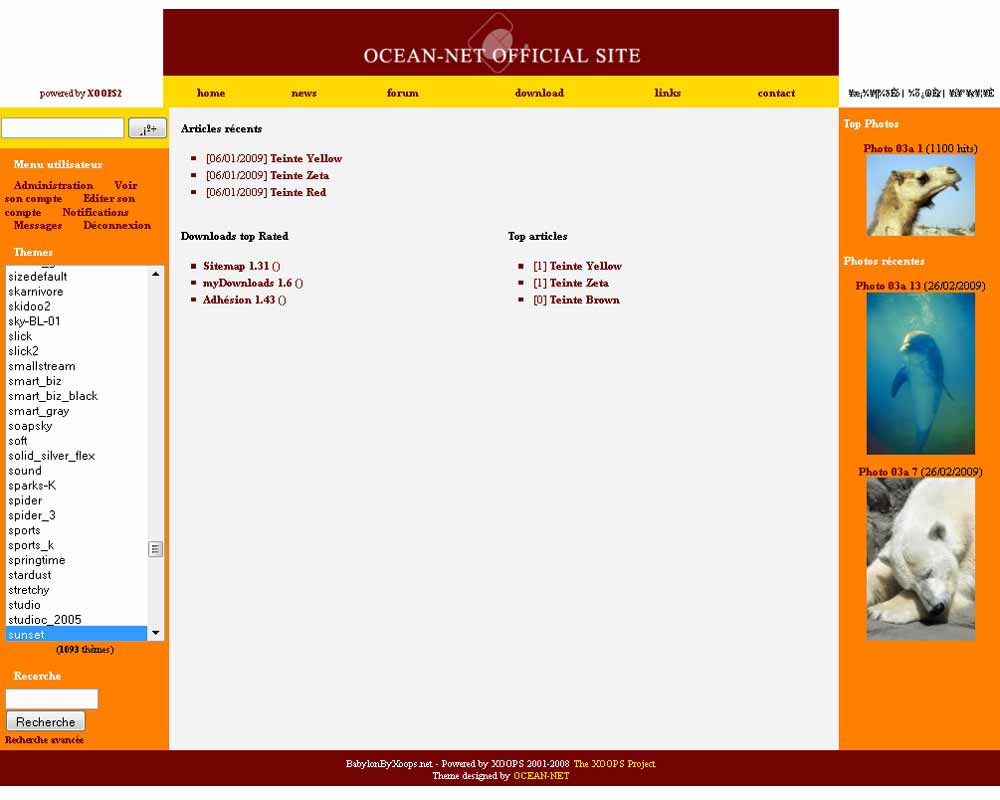 OCEAN-NET OFFICIAL SITE
powered by XOOPS2
home news forum download links contact
Menu utilisateur
Administration Voir
son compte Editer son
compte Notifications
Messages Déconnexion
Themes
sizedefault
skarnivore
skidoo2
sky-BL-01
slick
slick2
smallstream
smart_biz
smart_biz_black
smart_gray
soapsky
soft
solid_silver_flex
sound
sparks-K
spider
spider_3
sports
sports_k
springtime
stardust
stretchy
studio
studioc_2005
sunset
(1093 thèmes)
Recerche
Recherche
Recherche avancée
Articles récents
[06/01/2009] Teinte Yellow
[06/01/2009] Teinte Zeta
[06/01/2009] Teinte Red
Downloads top Rated
Sitemap 1.31 ()
myDownloads 1.6 ()
Adhésion 1.43 ()
Top articles
[1] Teinte Yellow
[1] Teinte Zeta
[0] Teinte Brown
Top Photos
Photo 03a 1 (1100 hits)
Photos récentes
Photo 03a 13 (26/02/2009)
Photo 03a 7 (26/02/2009)
BabylonByXoops.net - Powered by XOOPS 2001-2008 The XOOPS Project
Theme designed by OCEAN-NET